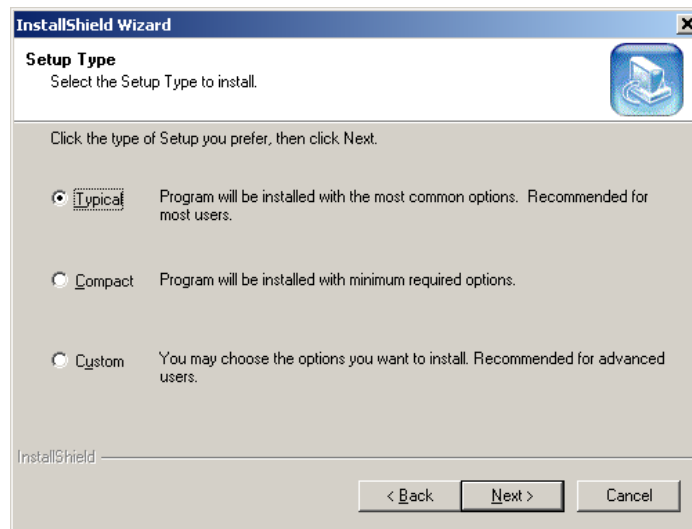 InstallShield Wizard
Setup Type
Select the Setup Type to install.
Click the type of Setup you prefer, then click Next.
Typical Program will be installed with the most common options. Recommended for
most users.
Compact Program will be installed with minimum required options.
Custom You may choose the options you want to install. Recommended for advanced
users.
InstallShield
< Back Next > Cancel